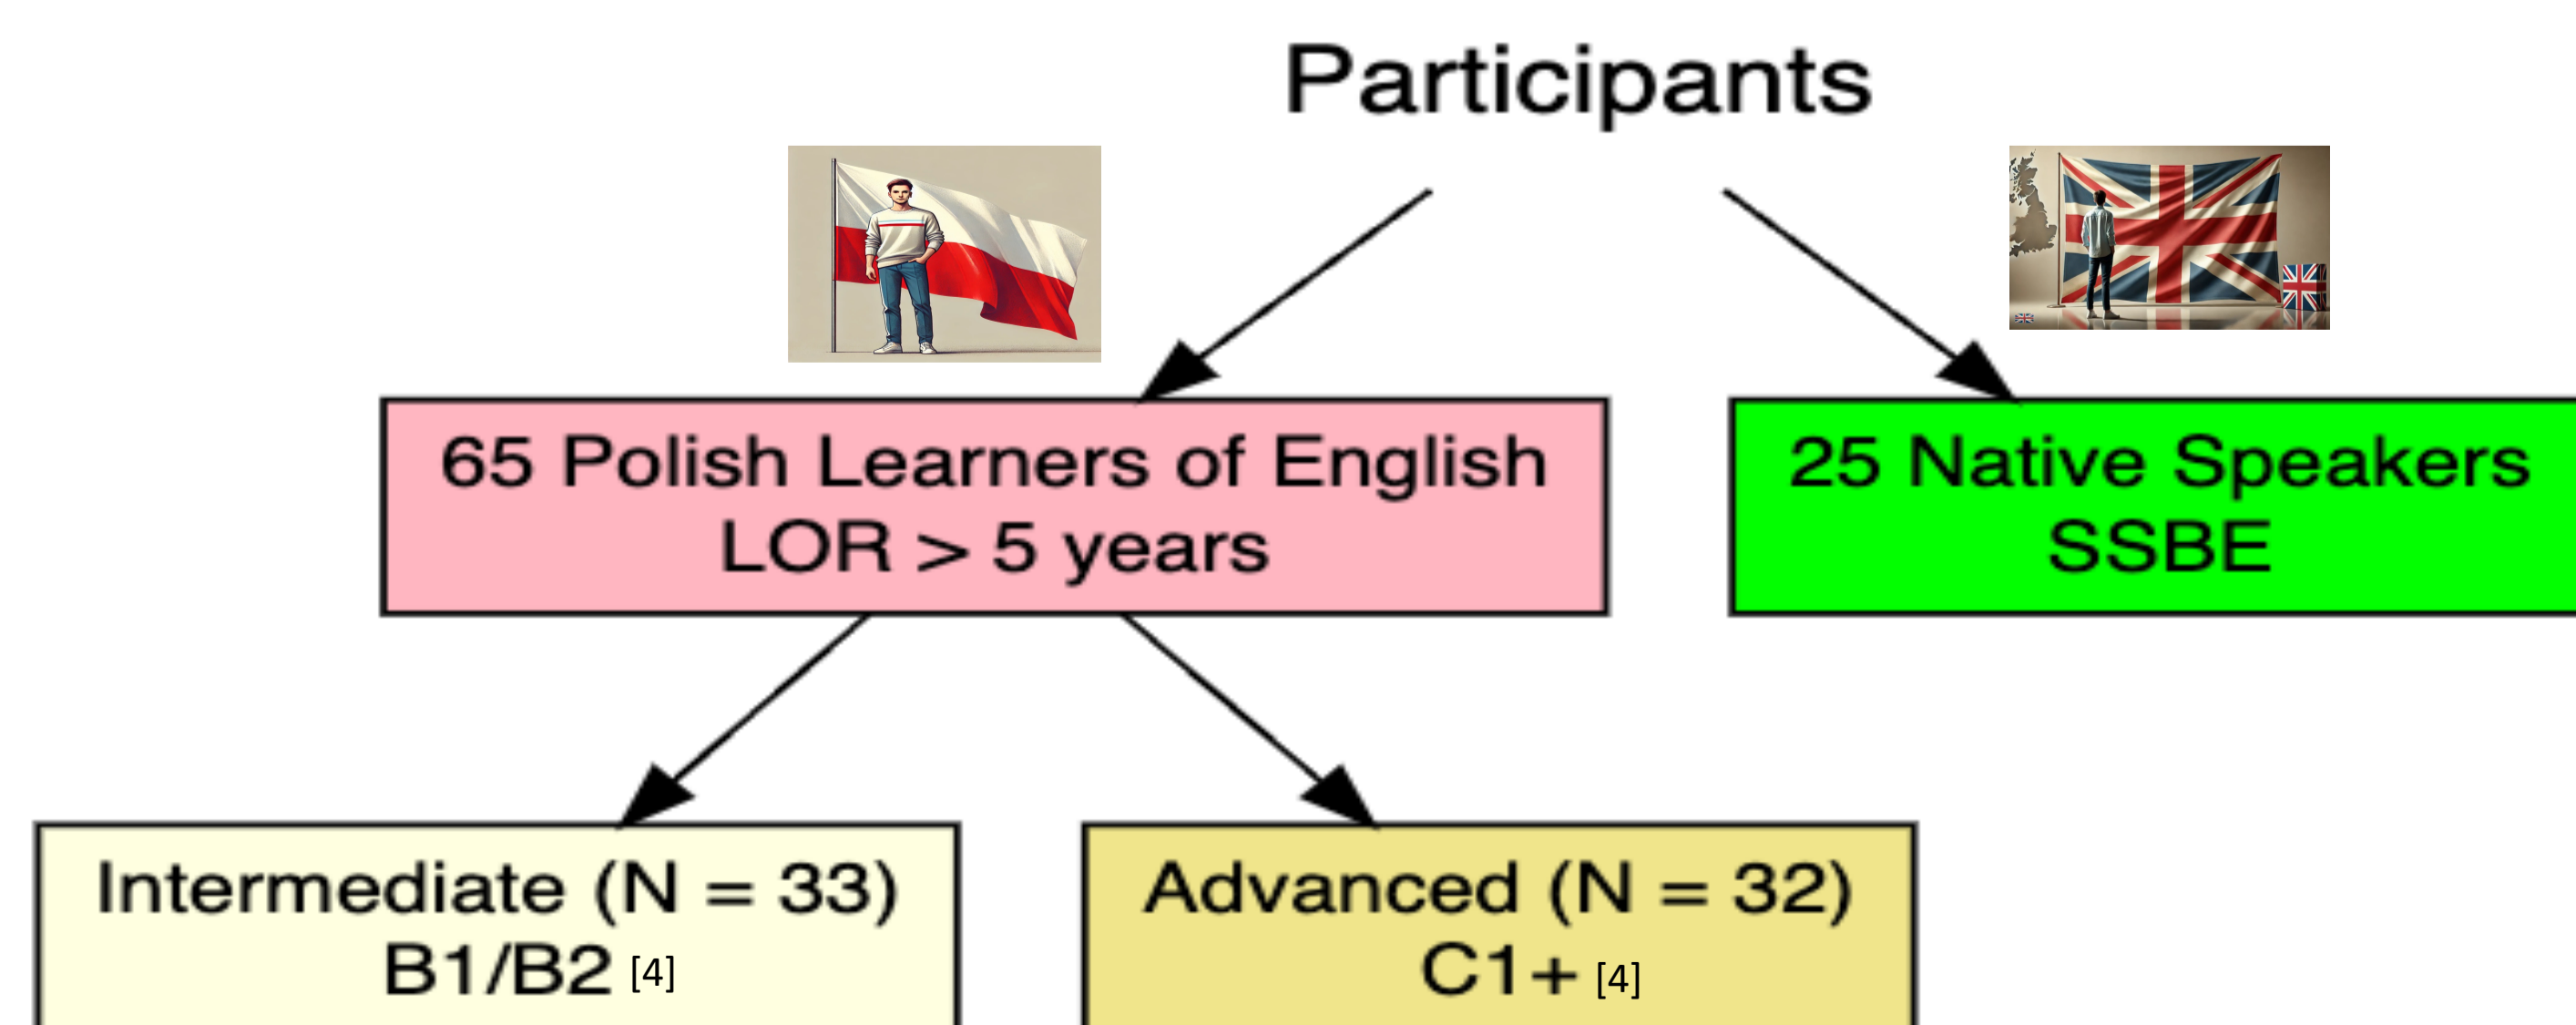 Participants
65 Polish Learners of English
LOR > 5 years
25 Native Speakers
SSBE
Intermediate (N = 33)
B1/B2 [4]
Advanced (N = 32)
C1+ [4]